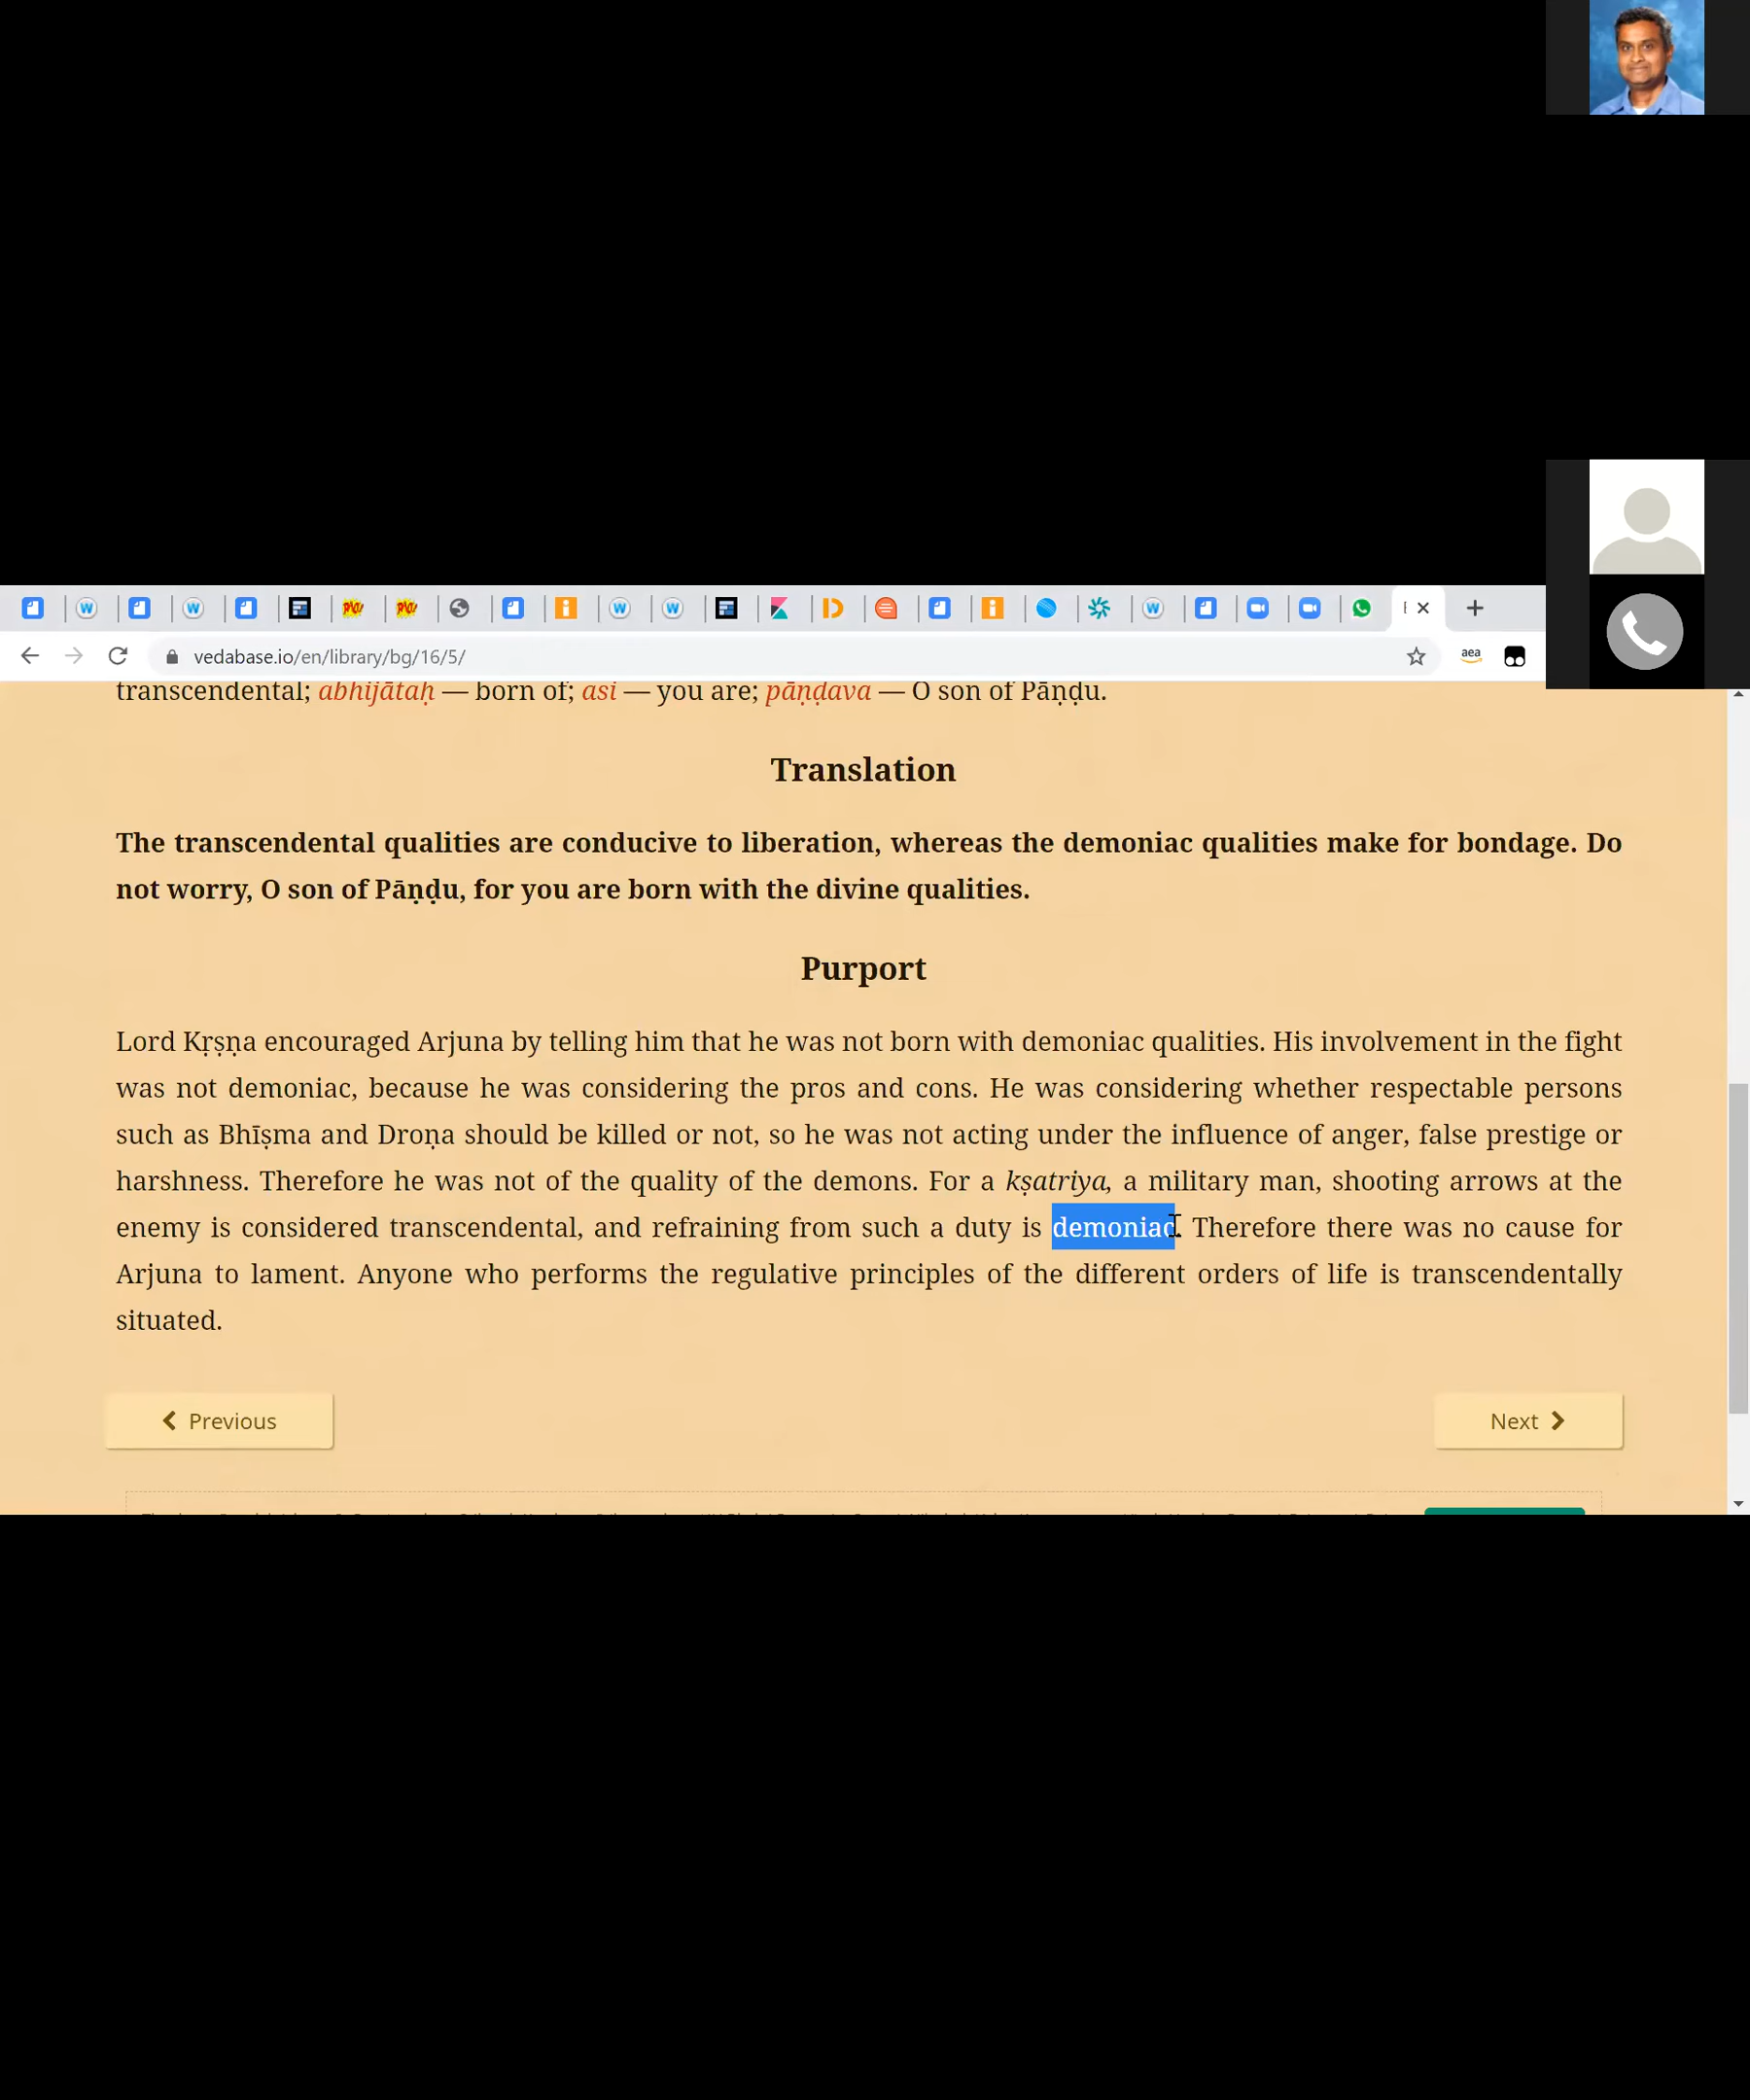 vedabase.io/en/library/bg/16/5/
aea
transcendental; abhijātaḥ — born of; asi — you are; pāṇḍava — O son of Pāṇḍu.
Translation
The transcendental qualities are conducive to liberation, whereas the demoniac qualities make for bondage. Do
not worry, O son of Pāṇḍu, for you are born with the divine qualities.
Purport
Lord Kṛṣṇa encouraged Arjuna by telling him that he was not born with demoniac qualities. His involvement in the fight
was not demoniac, because he was considering the pros and cons. He was considering whether respectable persons
such as Bhīṣma and Droṇa should be killed or not, so he was not acting under the influence of anger, false prestige or
harshness. Therefore he was not of the quality of the demons. For a kṣatriya, a military man, shooting arrows at the
enemy is considered transcendental, and refraining from such a duty is demoniac. Therefore there was no cause for
Arjuna to lament. Anyone who performs the regulative principles of the different orders of life is transcendentally
situated.
Previous
Next